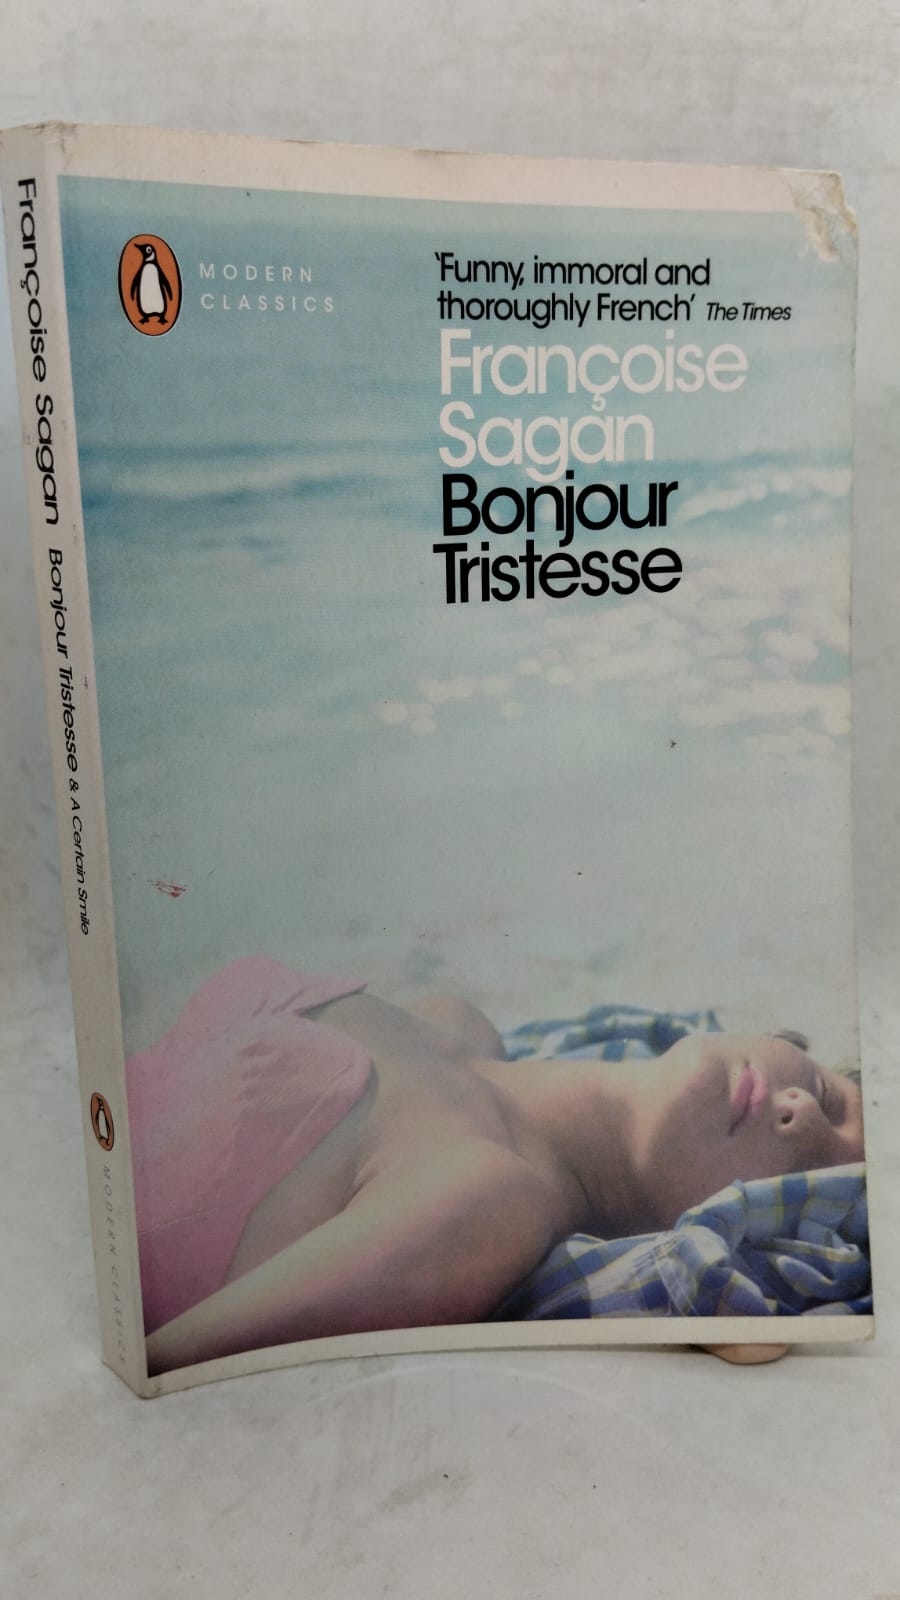 Françoise Sagan Bonjour Tristesse & A Certain Smile
MODERN CLASSICS
MODERN
CLASSICS
'Funny, immoral and
thoroughly French' The Times
Françoise
Sagan
Bonjour
Tristesse